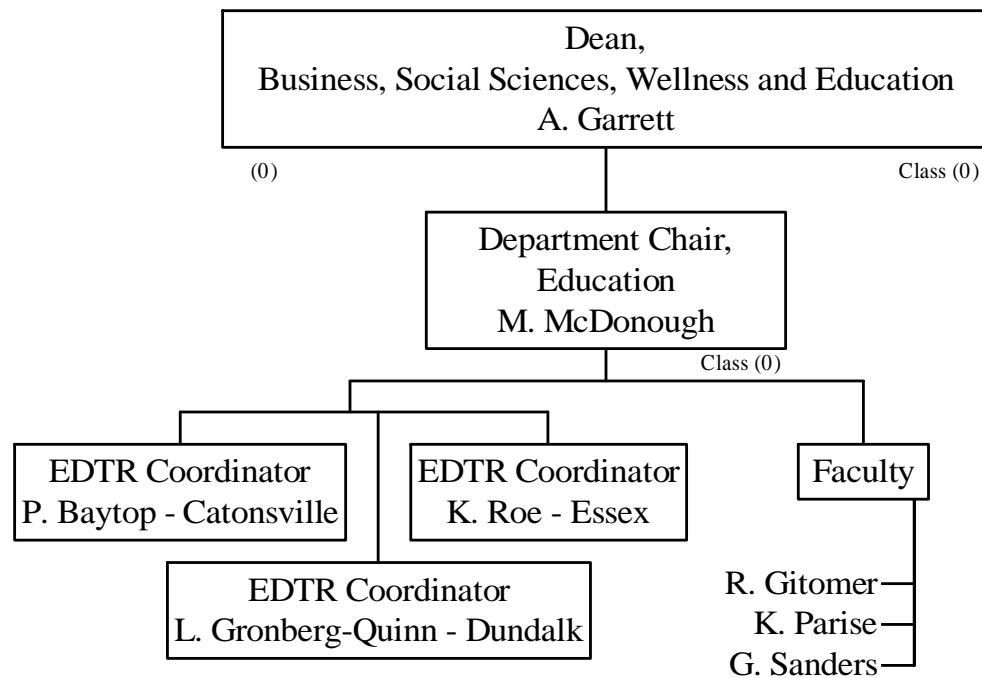 Dean,
Business, Social Sciences, Wellness and Education
A. Garrett
(0)
Class (0)
Department Chair,
Education
M. McDonough
Class (0)
EDTR Coordinator
P. Baytop - Catonsville
EDTR Coordinator
K. Roe - Essex
Faculty
EDTR Coordinator
L. Gronberg-Quinn - Dundalk
R. Gitomer
K. Parise
G. Sanders